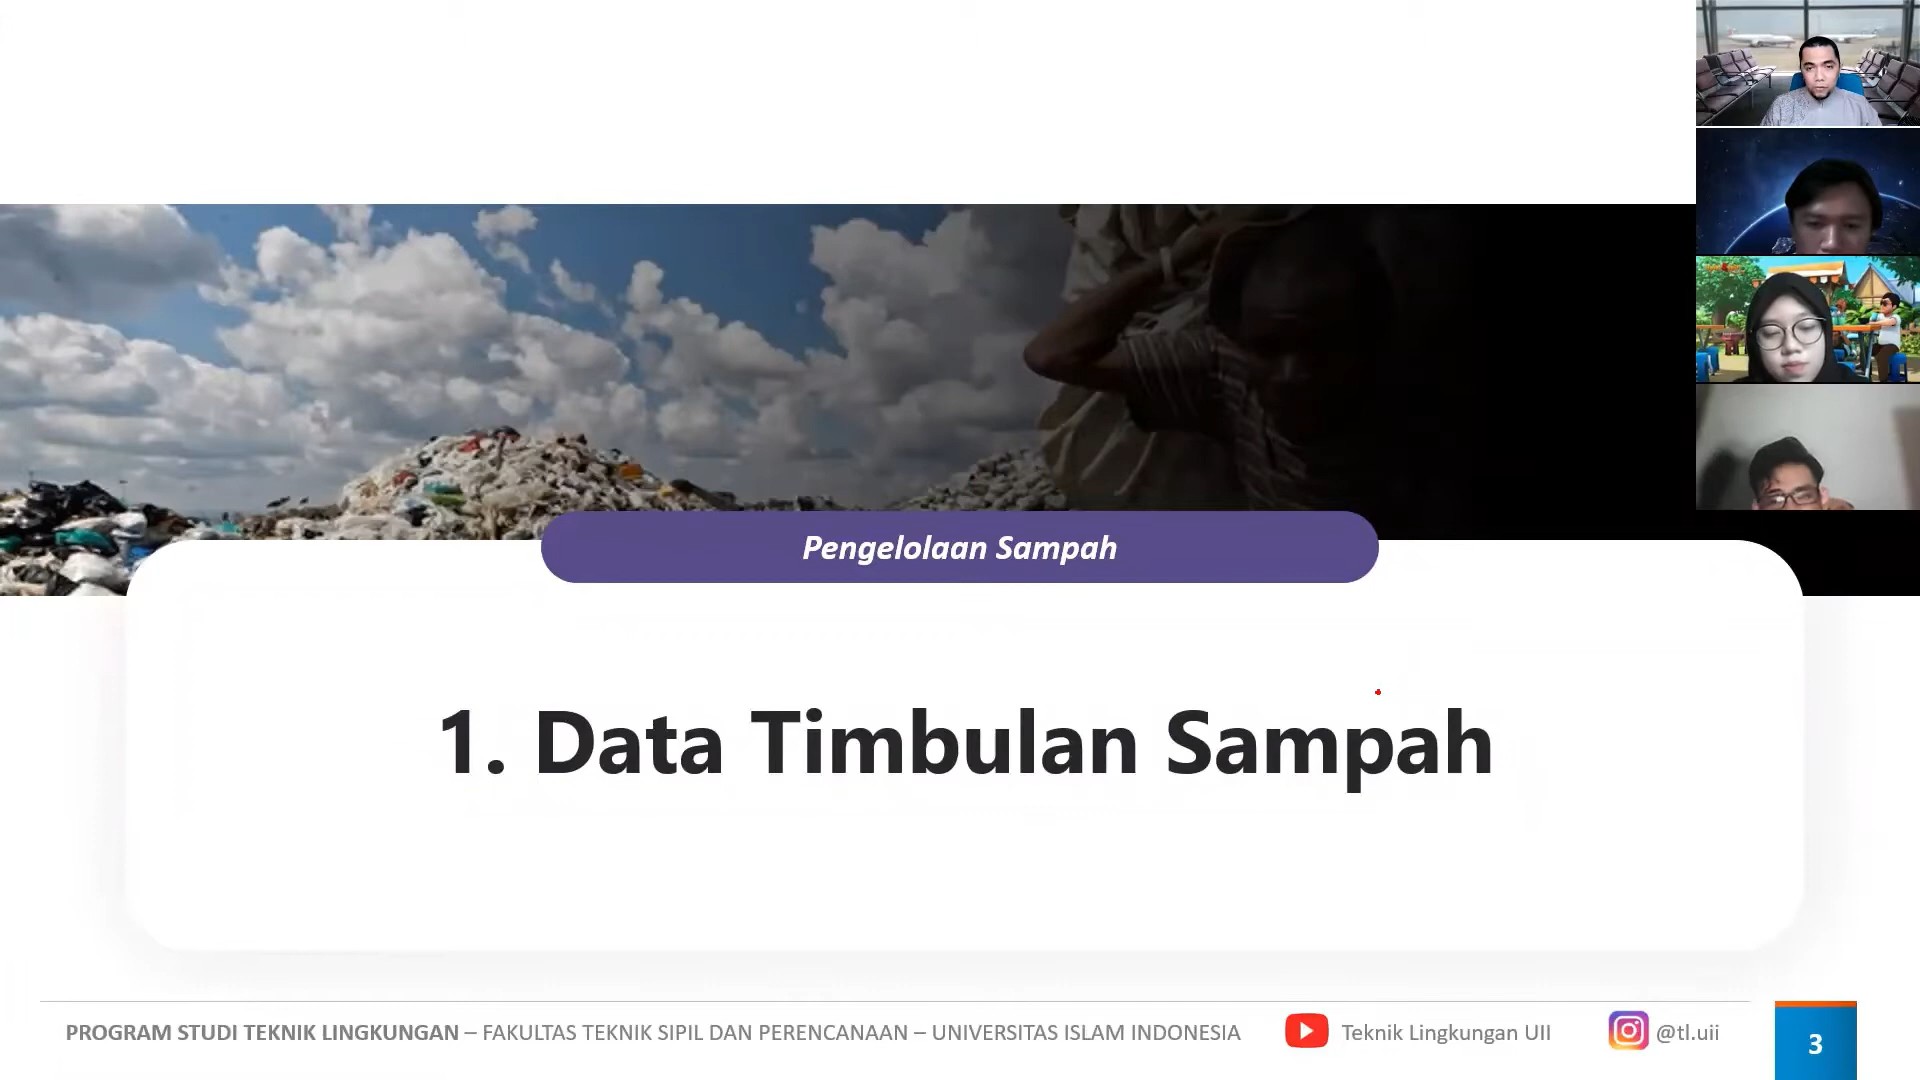 Pengelolaan Sampah
1. Data Timbulan Sampah
PROGRAM STUDI TEKNIK LINGKUNGAN – FAKULTAS TEKNIK SIPIL DAN PERENCANAAN – UNIVERSITAS ISLAM INDONESIA
Teknik Lingkungan UII
@tl.uii
3